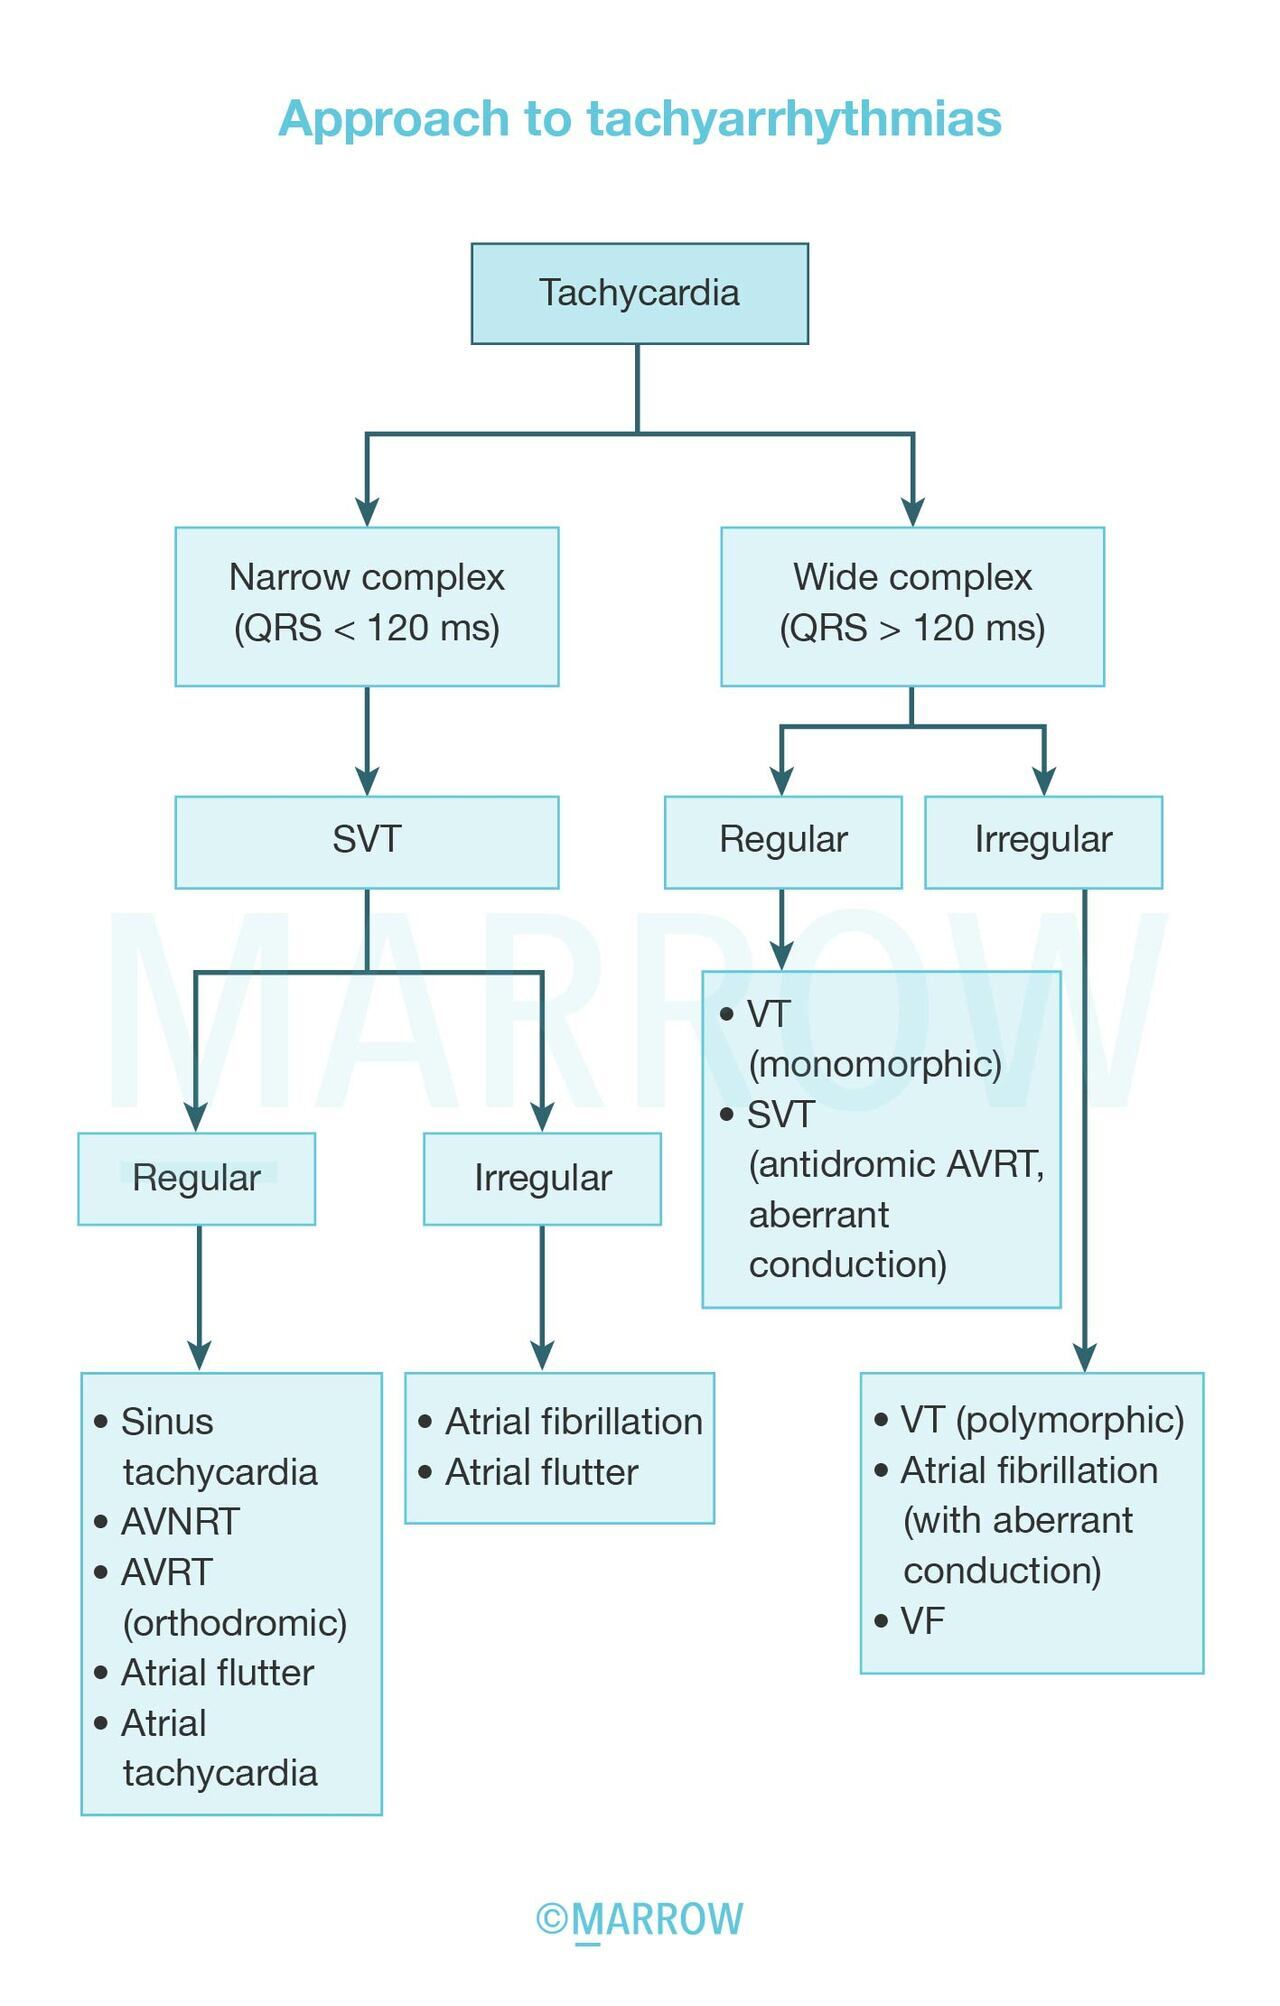 Approach to tachyarrhythmias
Tachycardia
Narrow complex
(QRS < 120 ms)
Wide complex
(QRS > 120 ms)
SVT
Regular
Irregular
MARROW
• VT
(monomorphic)
• SVT
(antidromic AVRT,
aberrant
conduction)
Regular
Irregular
• Sinus
tachycardia
• AVNRT
• AVRT
(orthodromic)
• Atrial flutter
• Atrial
tachycardia
• Atrial fibrillation
• Atrial flutter
• VT (polymorphic)
• Atrial fibrillation
(with aberrant
conduction)
• VF
©MARROW